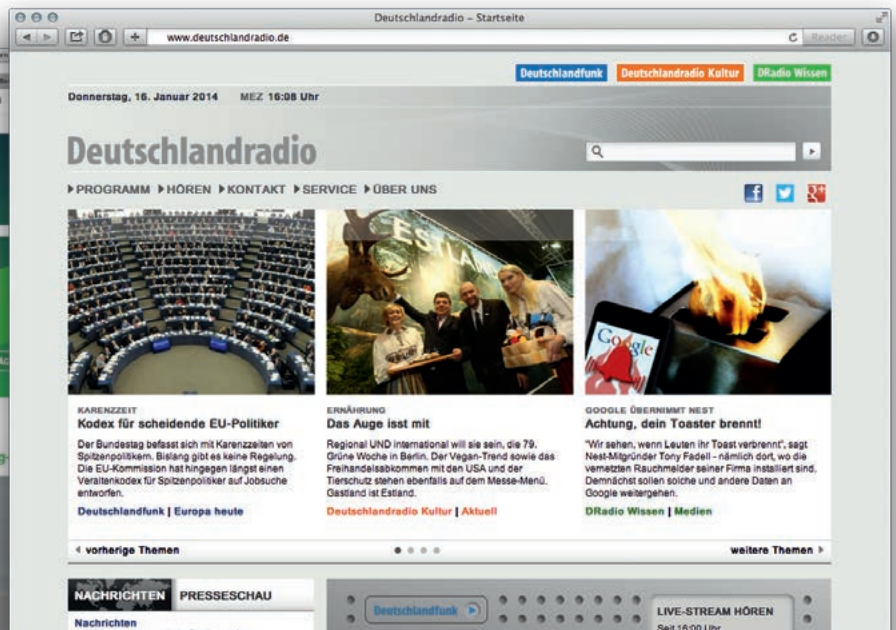 Deutschlandradio – Startseite
www.deutschlandradio.de
Reader
Deutschlandfunk
Deutschlandradio Kultur
DRadio Wissen
Donnerstag, 16. Januar 2014 MEZ 16:08 Uhr
Deutschlandradio
PROGRAMM HÖREN KONTAKT SERVICE ÜBER UNS
ESTLAND
Google
KARENZZEIT
Kodex für scheidende EU-Politiker
Der Bundestag befasst sich mit Karenzzeiten von
Spitzenpolitikern. Bislang gibt es keine Regelung.
Die EU-Kommission hat hingegen längst einen
Veraltenkodex für Spitzenpolitiker auf Jobsuche
entworfen.
Deutschlandfunk | Europa heute
ERNÄHRUNG
Das Auge isst mit
Regional UND international will sie sein, die 79.
Grüne Woche in Berlin. Der Vegan-Trend sowie das
Freihandelsabkommen mit den USA und der
Tierschutz stehen ebenfalls auf dem Messe-Menü.
Gastland ist Estland.
Deutschlandradio Kultur | Aktuell
GOOGLE ÜBERNIMMT NEST
Achtung, dein Toaster brennt!
"Wir sehen, wenn Leuten ihr Toast verbrennt", sagt
Nest-Mitgründer Tony Fadell - nämlich dort, wo die
vernetzten Rauchmelder seiner Firma installiert sind.
Demnächst sollen solche und andere Daten an
Google weitergehen.
DRadio Wissen | Medien
vorherige Themen
weitere Themen
NACHRICHTEN PRESSESCHAU
Nachrichten
Deutschlandfunk
LIVE-STREAM HÖREN
Seit 16:00 Uhr